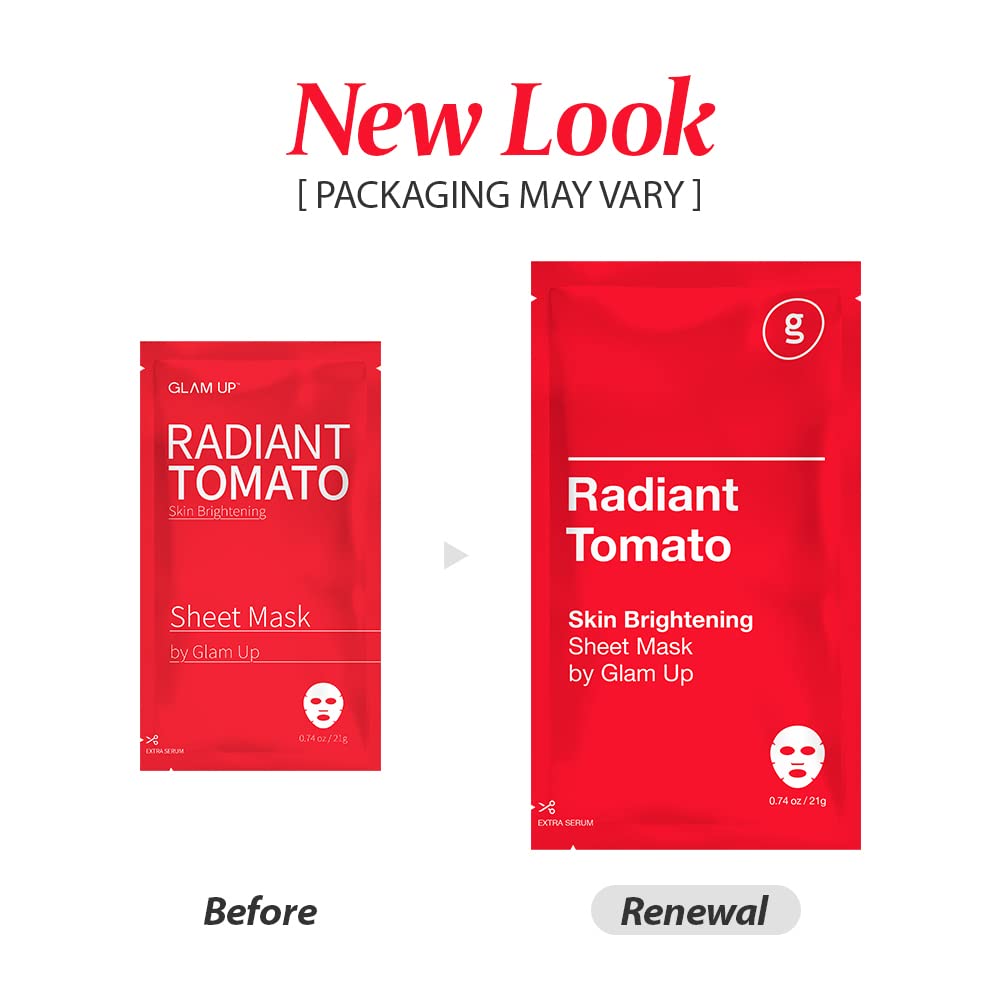 New Look
[ PACKAGING MAY VARY ]
GLAM UP™
RADIANT
TOMATO
Skin Brightening
Sheet Mask
by Glam Up
0.74 oz / 21g
EXTRA SERUM
g
Radiant
Tomato
Skin Brightening
Sheet Mask
by Glam Up
0.74 oz / 21g
EXTRA SERUM
Before
Renewal